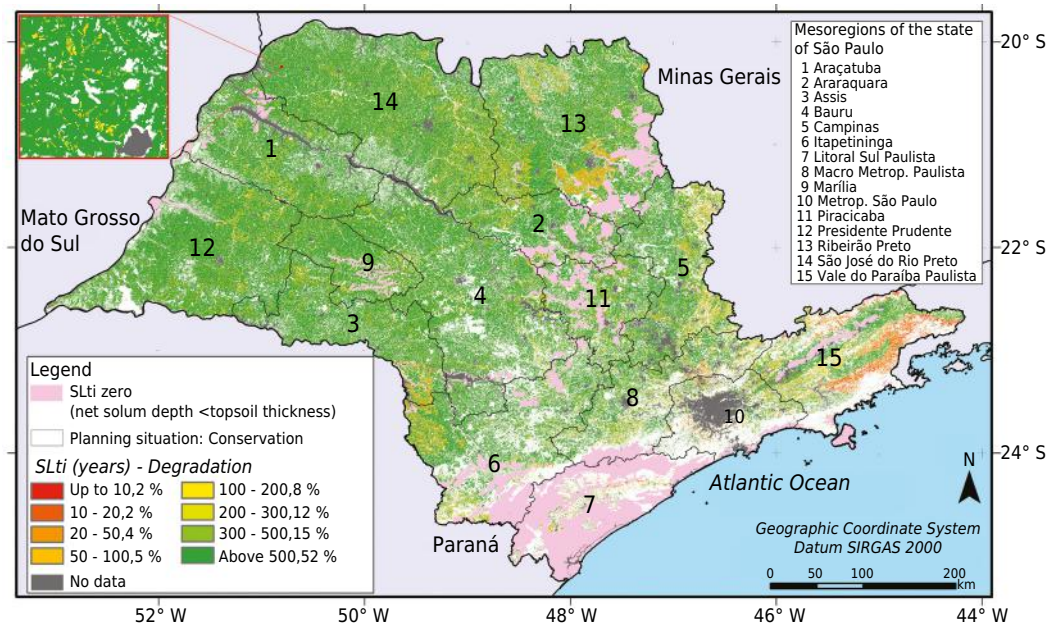 Mesoregions of the state
of São Paulo
1 Araçatuba
2 Araraquara
3 Assis
4 Bauru
5 Campinas
6 Itapetininga
7 Litoral Sul Paulista
8 Macro Metrop. Paulista
9 Marília
10 Metrop. São Paulo
11 Piracicaba
12 Presidente Prudente
13 Ribeirão Preto
14 São José do Rio Preto
15 Vale do Paraíba Paulista
20° S
22° S
24° S
Minas Gerais
Mato Grosso
do Sul
Paraná
Atlantic Ocean
14
13
1
2
12
9
5
4
11
3
15
8
10
6
7
Legend
SLti zero
(net solum depth <topsoil thickness)
Planning situation: Conservation
SLti (years) - Degradation
Up to 10,2 %
10 - 20,2 %
20 - 50,4 %
50 - 100,5 %
100 - 200,8 %
200 - 300,12 %
300 - 500,15 %
Above 500,52 %
No data
N
Geographic Coordinate System
Datum SIRGAS 2000
0 50 100 200
km
52° W 50° W 48° W 46° W 44° W